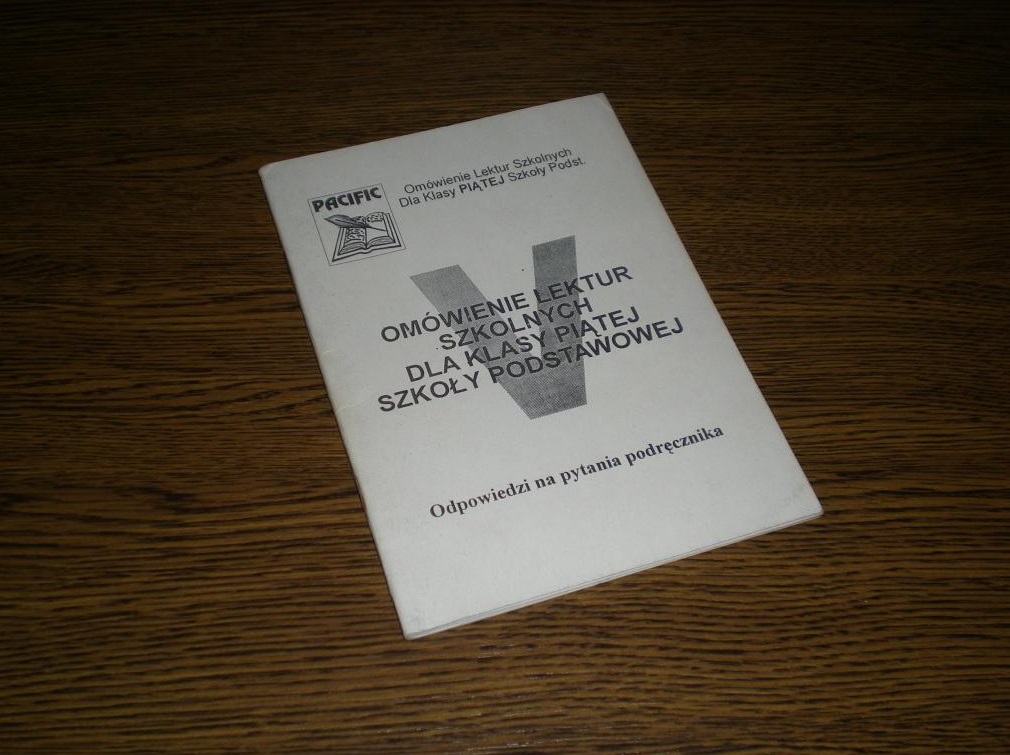 PACIFIC
Omówienie Lektur Szkolnych
Dla Klasy PIĄTEJ Szkoły Podst.
V
OMÓWIENIE LEKTUR
SZKOLNYCH
DLA KLASY PIĄTEJ
SZKOŁY PODSTAWOWEJ
Odpowiedzi na pytania podręcznika